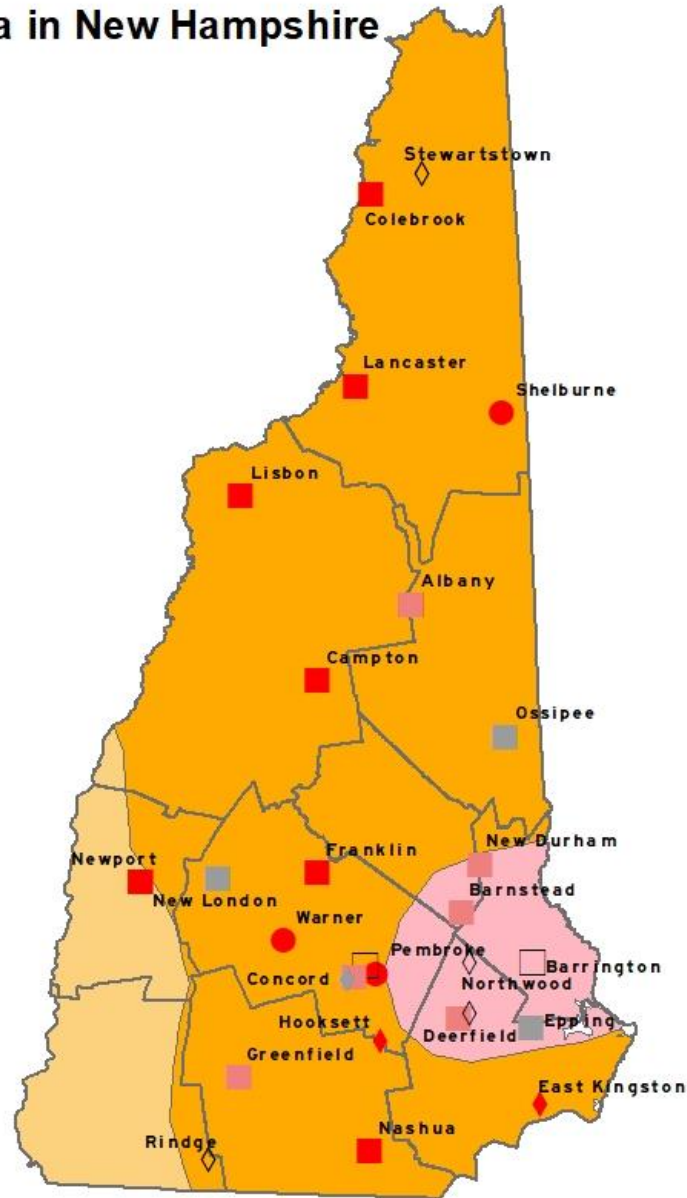 a in New Hampshire
Stewartstown
Colebrook
Lancaster
Shelburne
Lisbon
Albany
Campton
Ossipee
New Durham
Franklin
Newport
Barnstead
New London
Warner
Pembroke
Barrington
Concord
Northwood
Hooksett
Epping
Deerfield
Greenfield
East Kingston
Nashua
Rindge